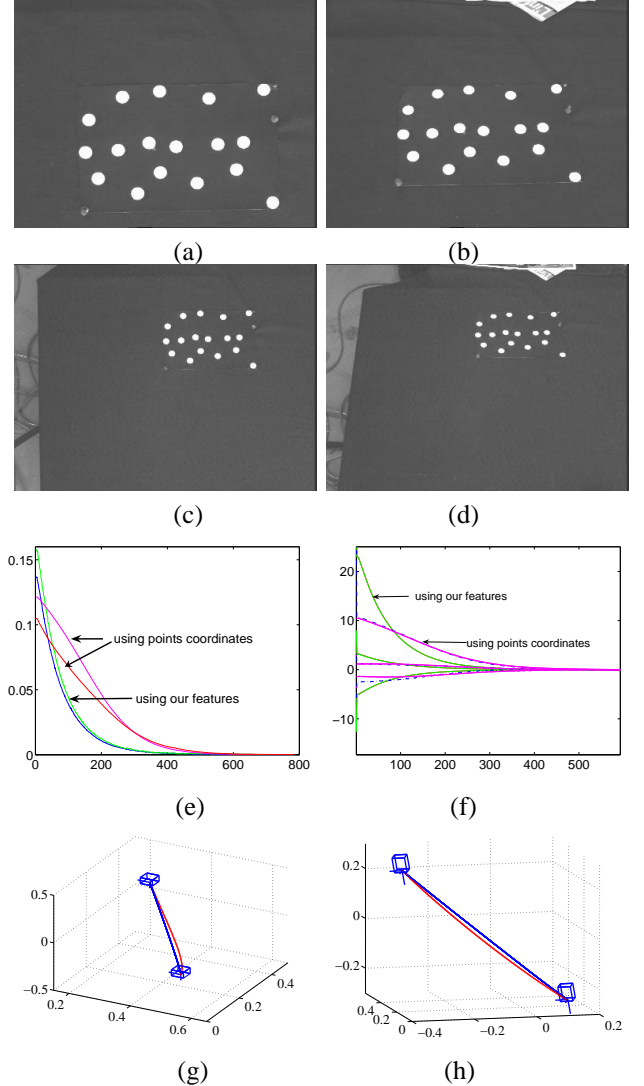 (a)
(b)
(c)
(d)
0.15
0.1
0.05
0
0 200 400 600 800
using points coordinates
using our features
20
10
0
−10
100 200 300 400 500
using our features
using points coordinates
(e)
(f)
0.5
0
−0.5
0.2
0.4
0.6
0
0.2
0.4
0.2
0
−0.2
0.4
0.2
0
−0.4
−0.2
0
0.2
(g)
(h)